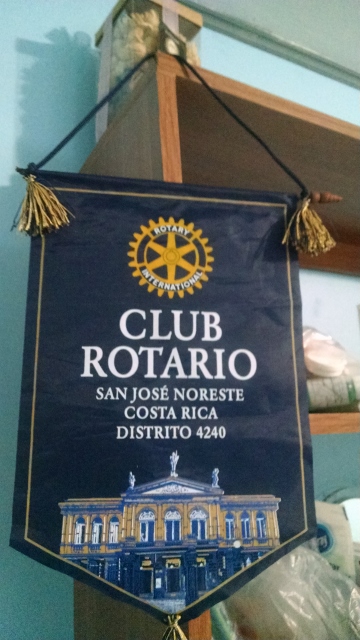 ROTARY
INTERNATIONAL
CLUB
ROTARIO
SAN JOSÉ NORESTE
COSTA RICA
DISTRITO 4240